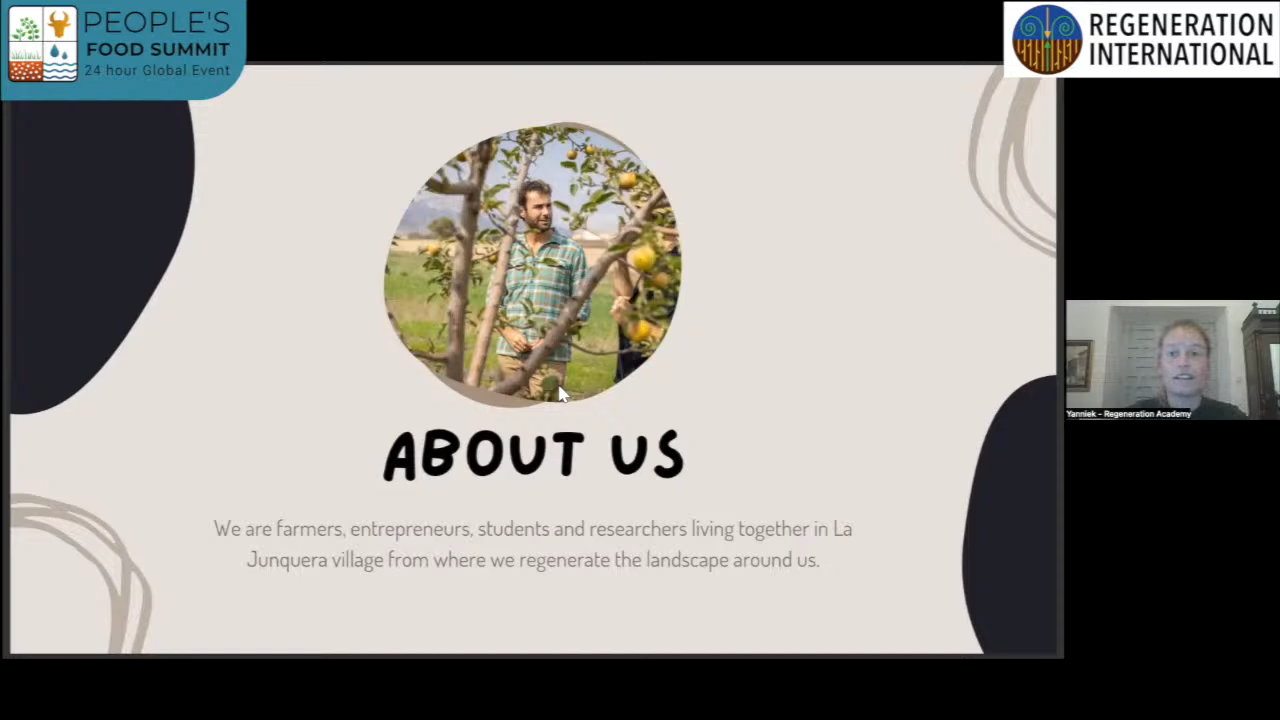 PEOPLE'S
FOOD SUMMIT
24 hour Global Event
REGENERATION
INTERNATIONAL
ABOUT US
We are farmers, entrepreneurs, students and researchers living together in La
Junquera village from where we regenerate the landscape around us.
Yanniek - Regeneration Academy